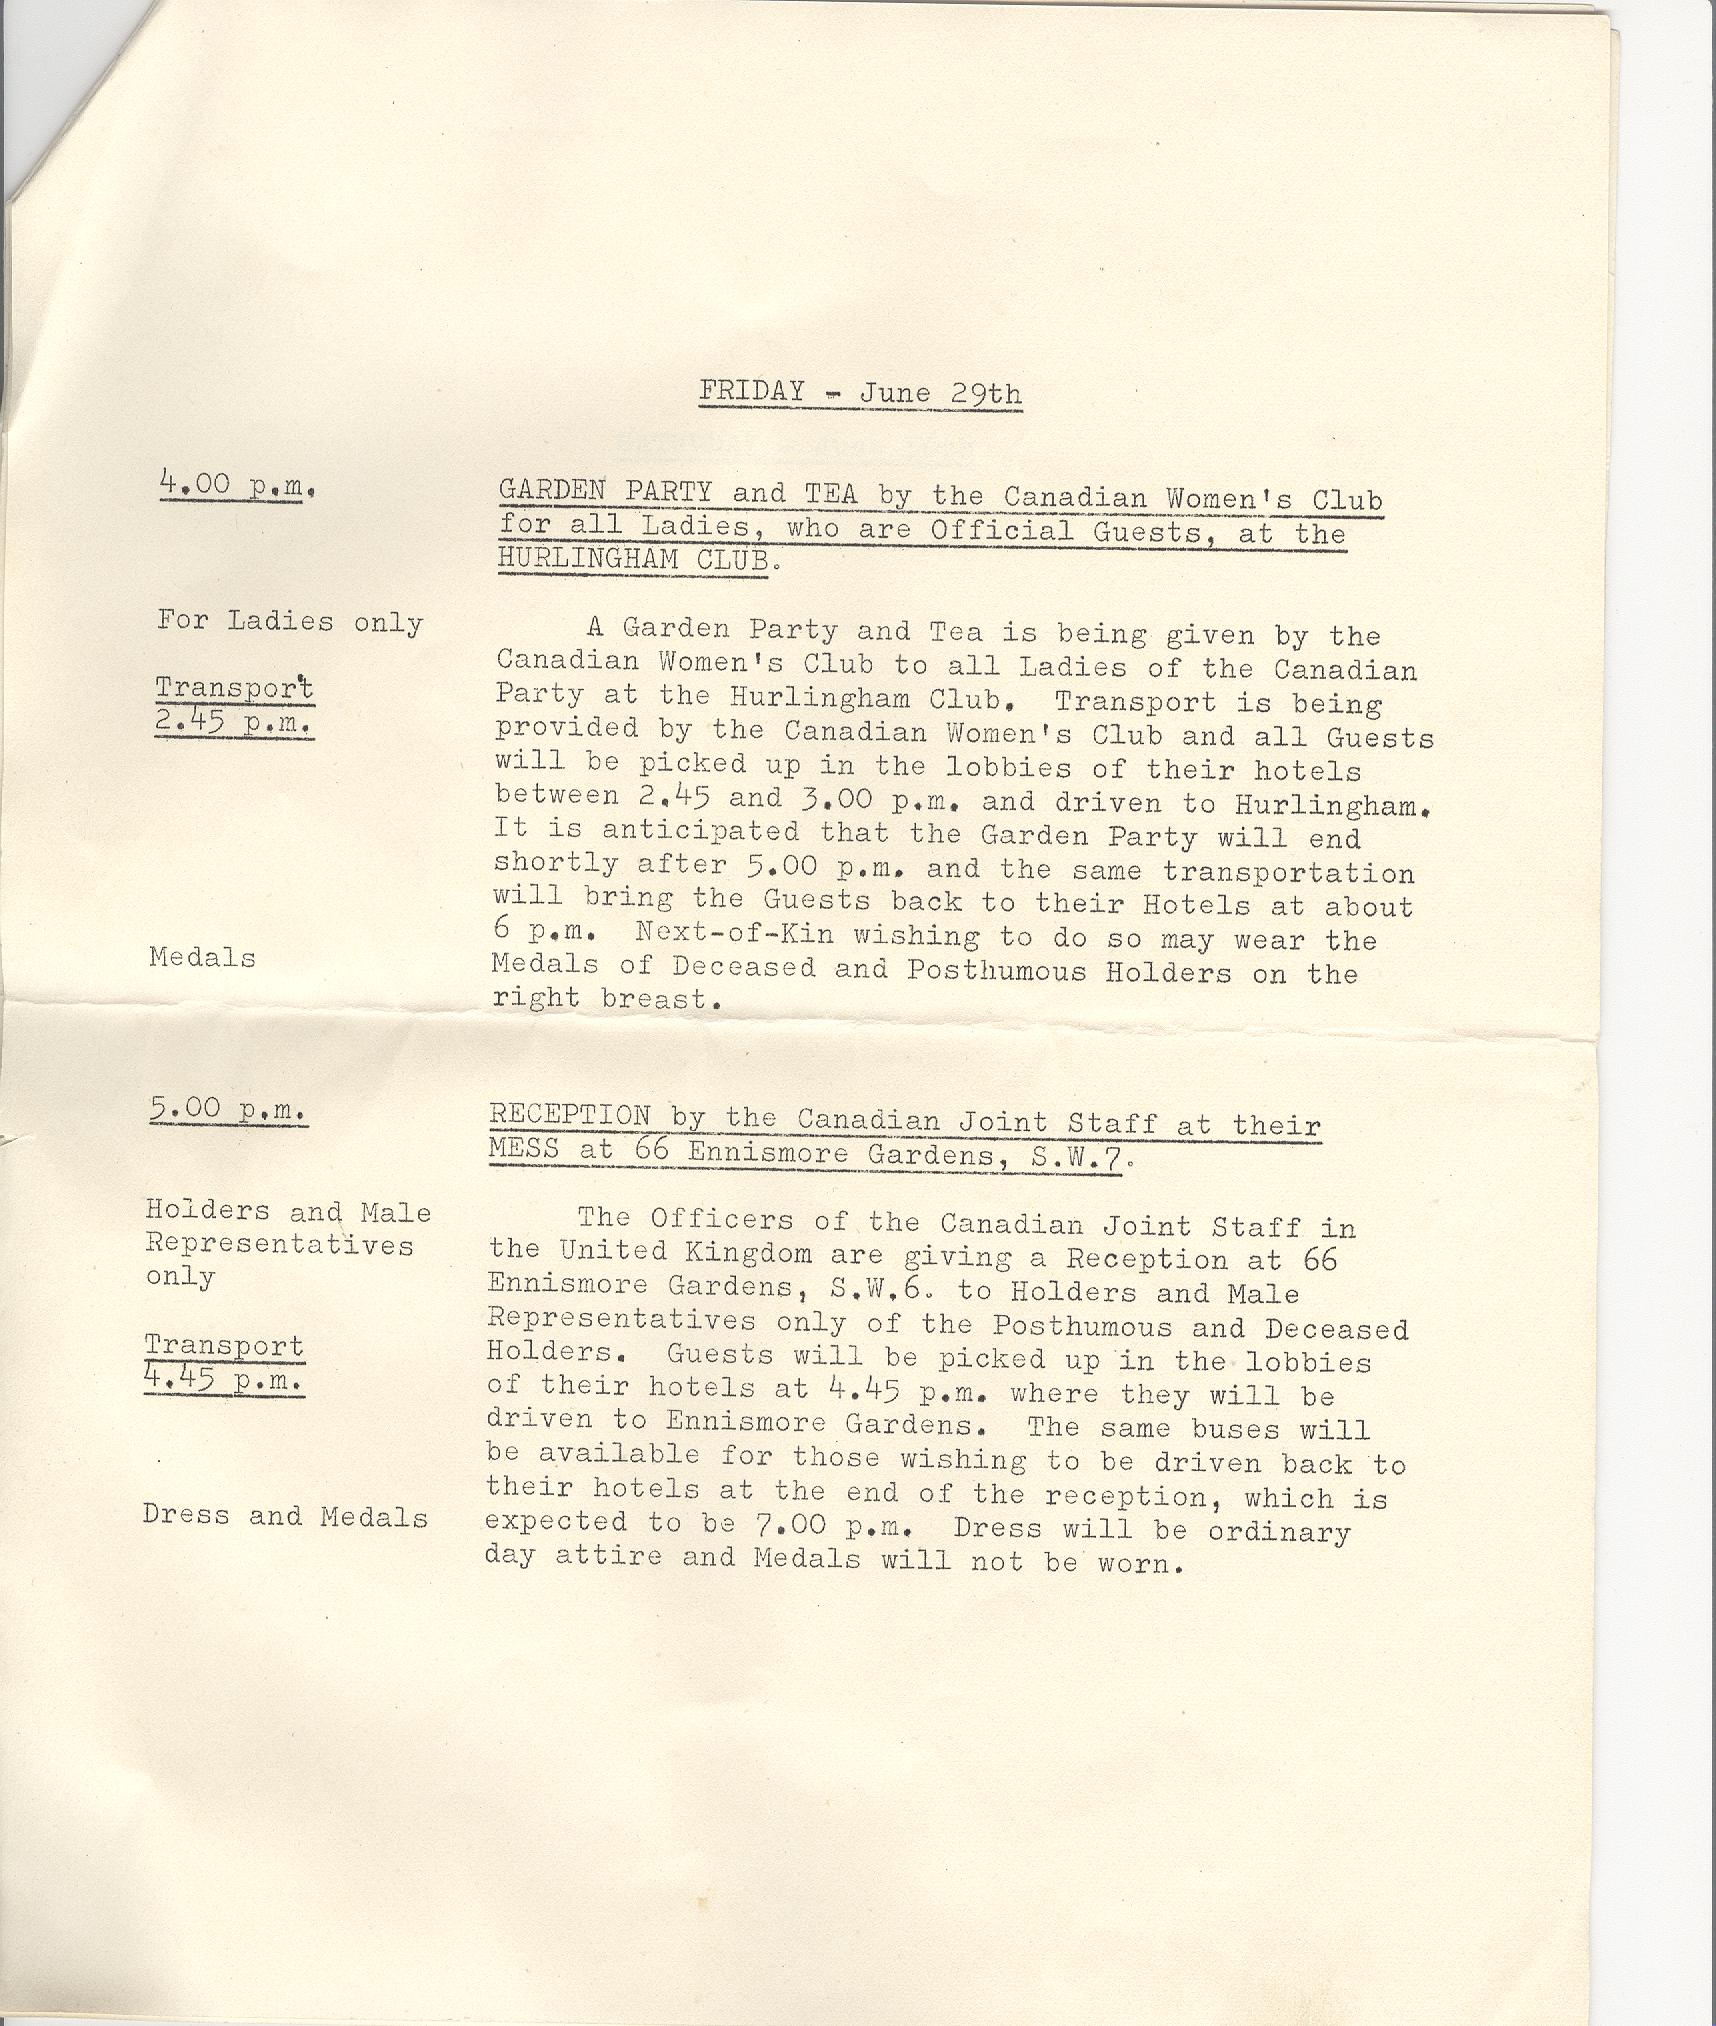 FRIDAY - June 29th
4.00 p.m.
GARDEN PARTY and TEA by the Canadian Women's Club
for all Ladies, who are Official Guests, at the
HURLINGHAM CLUB.
For Ladies only
A Garden Party and Tea is being given by the
Canadian Women's Club to all Ladies of the Canadian
Transport
Party at the Hurlingham Club. Transport is being
2.45 p.m.
provided by the Canadian Women's Club and all Guests
will be picked up in the lobbies of their hotels
between 2.45 and 3.00 p.m. and driven to Hurlingham.
It is anticipated that the Garden Party will end
shortly after 5.00 p.m. and the same transportation
will bring the Guests back to their Hotels at about
6 p.m. Next-of-Kin wishing to do so may wear the
Medals
Medals of Deceased and Posthumous Holders on the
right breast.
5.00 p.m.
RECEPTION by the Canadian Joint Staff at their
MESS at 66 Ennismore Gardens, S.W.7.
Holders and Male
Representatives
only
The Officers of the Canadian Joint Staff in
the United Kingdom are giving a Reception at 66
Ennismore Gardens, S.W.6. to Holders and Male
Representatives only of the Posthumous and Deceased
Transport
4.45 p.m.
Holders. Guests will be picked up in the lobbies
of their hotels at 4.45 p.m. where they will be
driven to Ennismore Gardens. The same buses will
be available for those wishing to be driven back to
their hotels at the end of the reception, which is
Dress and Medals
expected to be 7.00 p.m. Dress will be ordinary
day attire and Medals will not be worn.